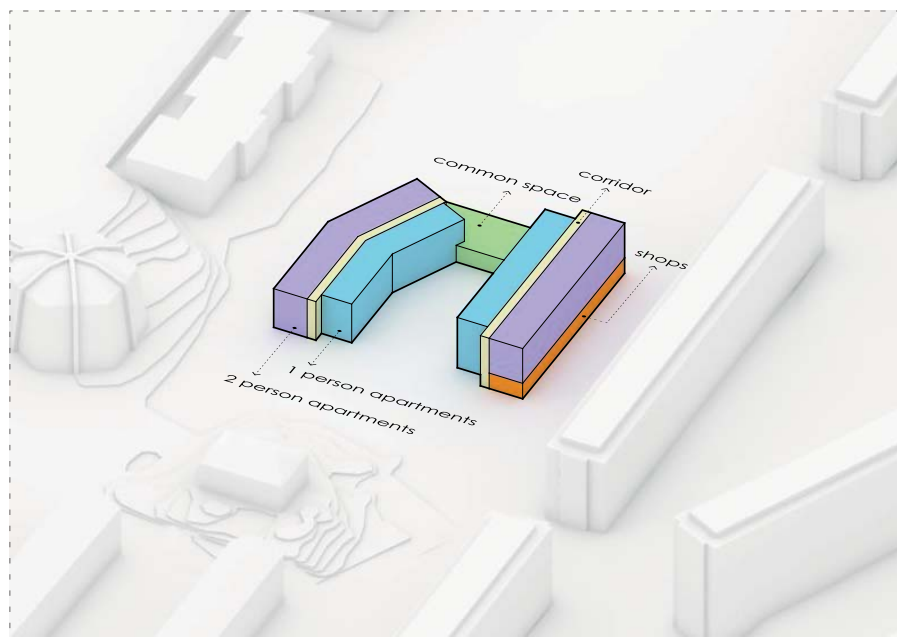 common space
corridor
shops
1 person apartments
2 person apartments